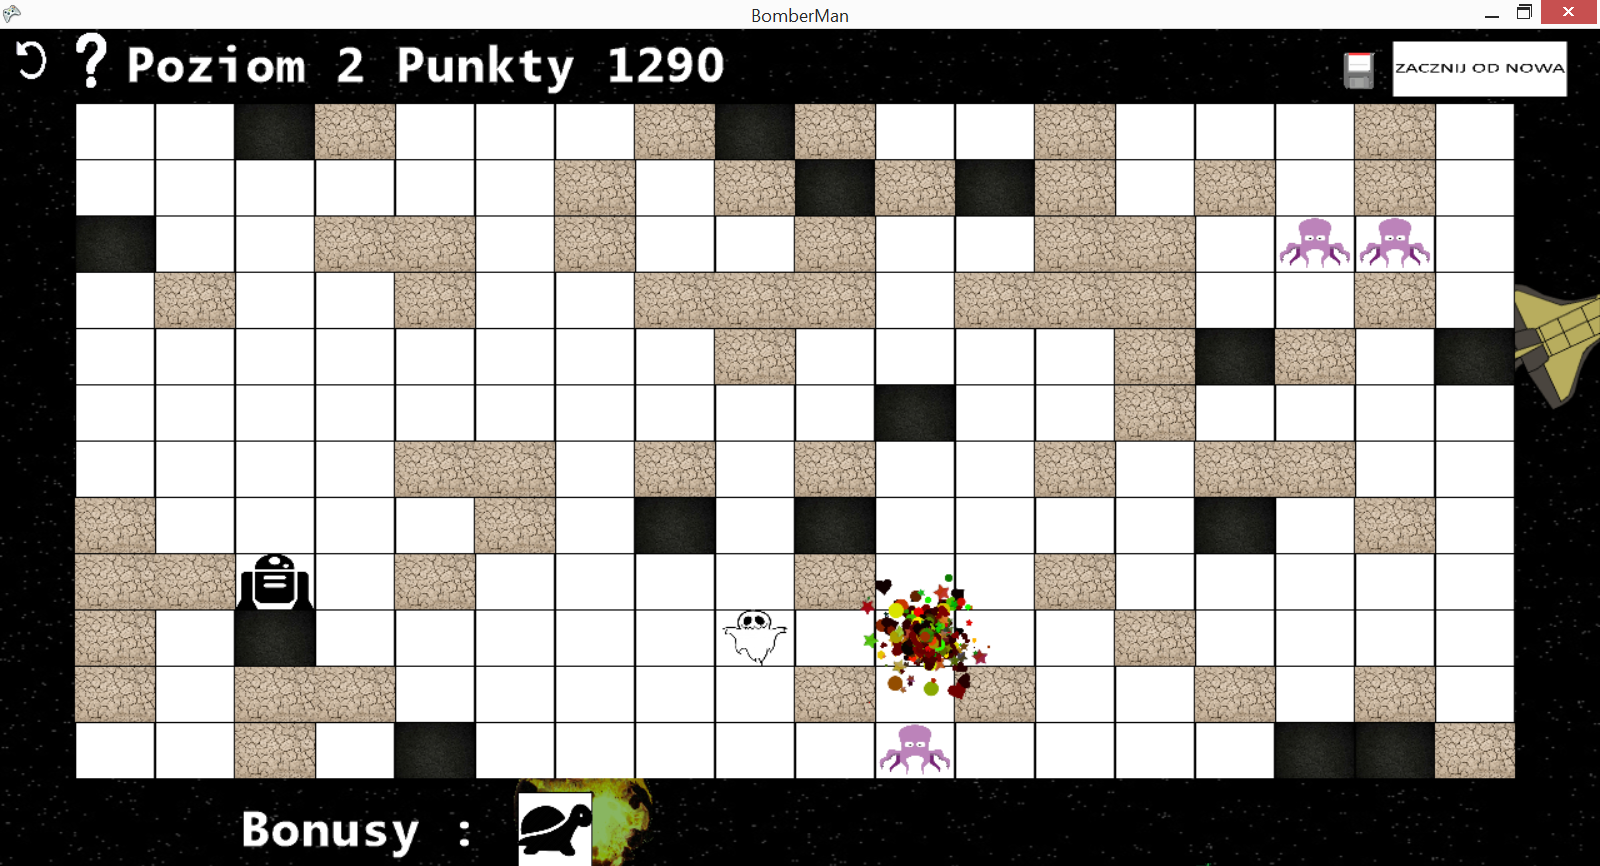 BomberMan
? Poziom 2 Punkty 1290
ZACZNIJ OD NOWA
Bonusy :